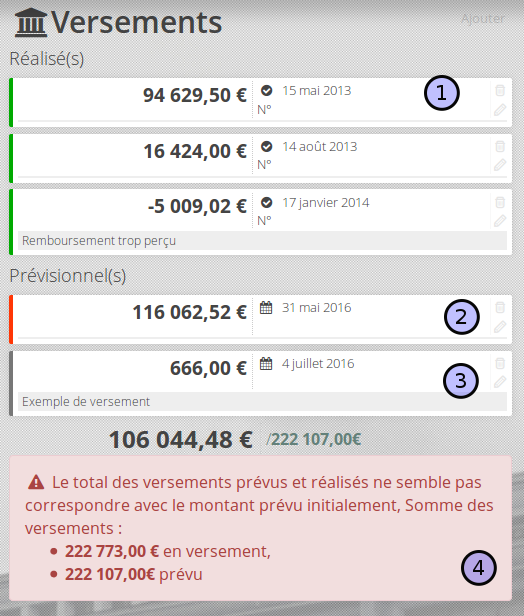 Versements
Ajouter
Réalisé(s)
94 629,50 €
15 mai 2013
N°
1
16 424,00 €
14 août 2013
N°
-5 009,02 €
17 janvier 2014
N°
Remboursement trop perçu
Prévisionnel(s)
116 062,52 €
31 mai 2016
2
666,00 €
4 juillet 2016
3
Exemple de versement
106 044,48 € /222 107,00€
Le total des versements prévus et réalisés ne semble pas
correspondre avec le montant prévu initialement, Somme des
versements :
• 222 773,00 € en versement,
• 222 107,00€ prévu
4